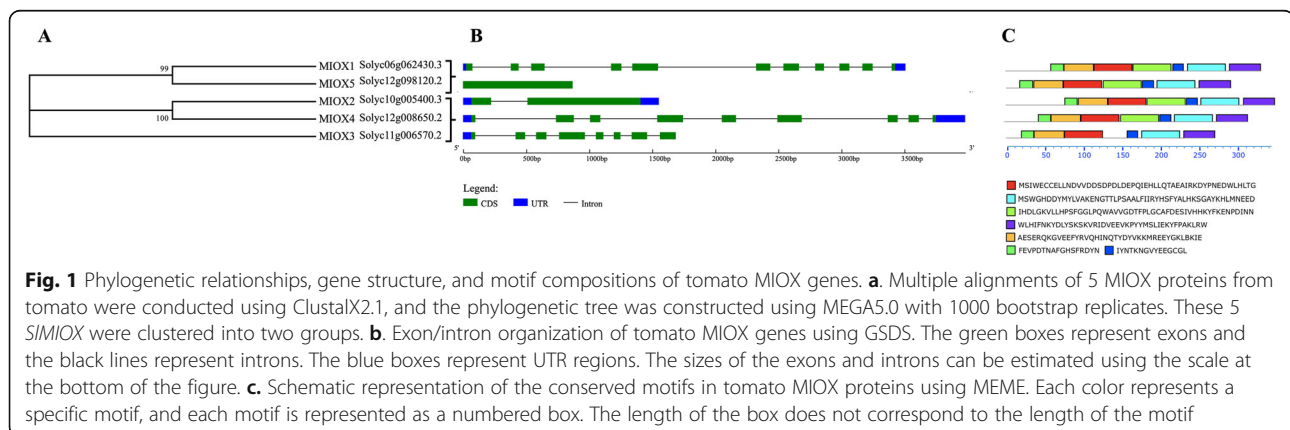 A
B
C
99
100
MIOX1 Solyc06g062430.3
MIOX5 Solyc12g098120.2
MIOX2 Solyc10g005400.3
MIOX4 Solyc12g008650.2
MIOX3 Solyc11g006570.2
5'
3'
0bp 500bp 1000bp 1500bp 2000bp 2500bp 3000bp 3500bp
Legend:
CDS UTR Intron
0 50 100 150 200 250 300
MSIWECCELLNDVVDDSDPDLDEPQIEHLLQTAEAIRKDYPNEDWLHLTG
MSWGHDDYMYLVAKENGTTLPSAALFIIRYHSFYALHKSGAYKHLMNEED
IHDLGKVLLHPSFGGLPQWAVVGDTFPLGCAFDESIVHHKYFKENPDINN
WLHIFNKYDLYSKSKVRIDVEEVKPYYMSLIEKYFPAKLRW
AESERQKGVEEFYRVQHINQTYDYVKKMREEYGKLBKIE
FEVPDTNAFGHSFRDYN IYNTKNGVYEEGCGL
Fig. 1 Phylogenetic relationships, gene structure, and motif compositions of tomato MIOX genes. a. Multiple alignments of 5 MIOX proteins from
tomato were conducted using ClustalX2.1, and the phylogenetic tree was constructed using MEGA5.0 with 1000 bootstrap replicates. These 5
SlMIOX were clustered into two groups. b. Exon/intron organization of tomato MIOX genes using GSDS. The green boxes represent exons and
the black lines represent introns. The blue boxes represent UTR regions. The sizes of the exons and introns can be estimated using the scale at
the bottom of the figure. c. Schematic representation of the conserved motifs in tomato MIOX proteins using MEME. Each color represents a
specific motif, and each motif is represented as a numbered box. The length of the box does not correspond to the length of the motif